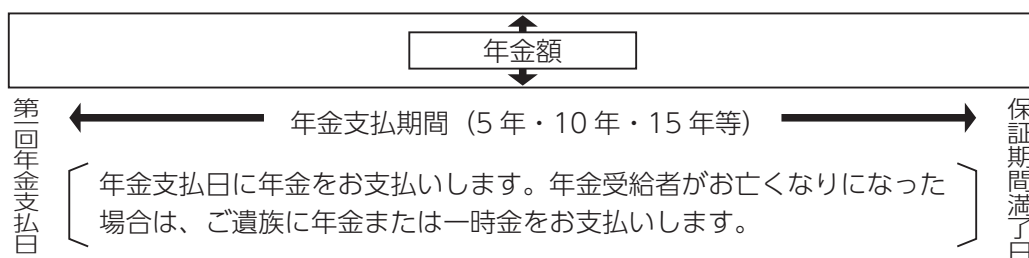 年金額
第一回年金支払日
年金支払期間（5年・10年・15年等）
保証期間満了日
年金支払日に年金をお支払いします。年金受給者がお亡くなりになった
場合は、ご遺族に年金または一時金をお支払いします。